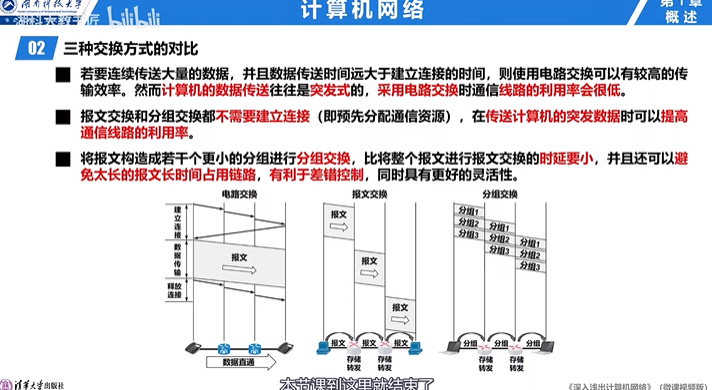 湖南科技大学
湖科大教书匠 bilibili
计算机网络
第1章
概述
02 三种交换方式的对比
若要连续传送大量的数据，并且数据传送时间远大于建立连接的时间，则使用电路交换可以有较高的传
输效率。然而计算机的数据传送往往是突发式的，采用电路交换时通信线路的利用率会很低。
报文交换和分组交换都不需要建立连接（即预先分配通信资源），在传送计算机的突发数据时可以提高
通信线路的利用率。
将报文构造成若干个更小的分组进行分组交换，比将整个报文进行报文交换的时延要小，并且还可以避
免太长的报文长时间占用链路，有利于差错控制，同时具有更好的灵活性。
电路交换
建立连接
数据传输
报文
释放连接
数据直通
报文交换
报文
报文
报文
报文 报文 报文
存储 存储
转发 转发
分组交换
分组1
分组2 分组1
分组3 分组2 分组1
分组3 分组2
分组3
分组 分组 分组
存储 存储
转发 转发
清华大学出版社
本节课到这里就结束了
《深入浅出计算机网络》（微课视频版）